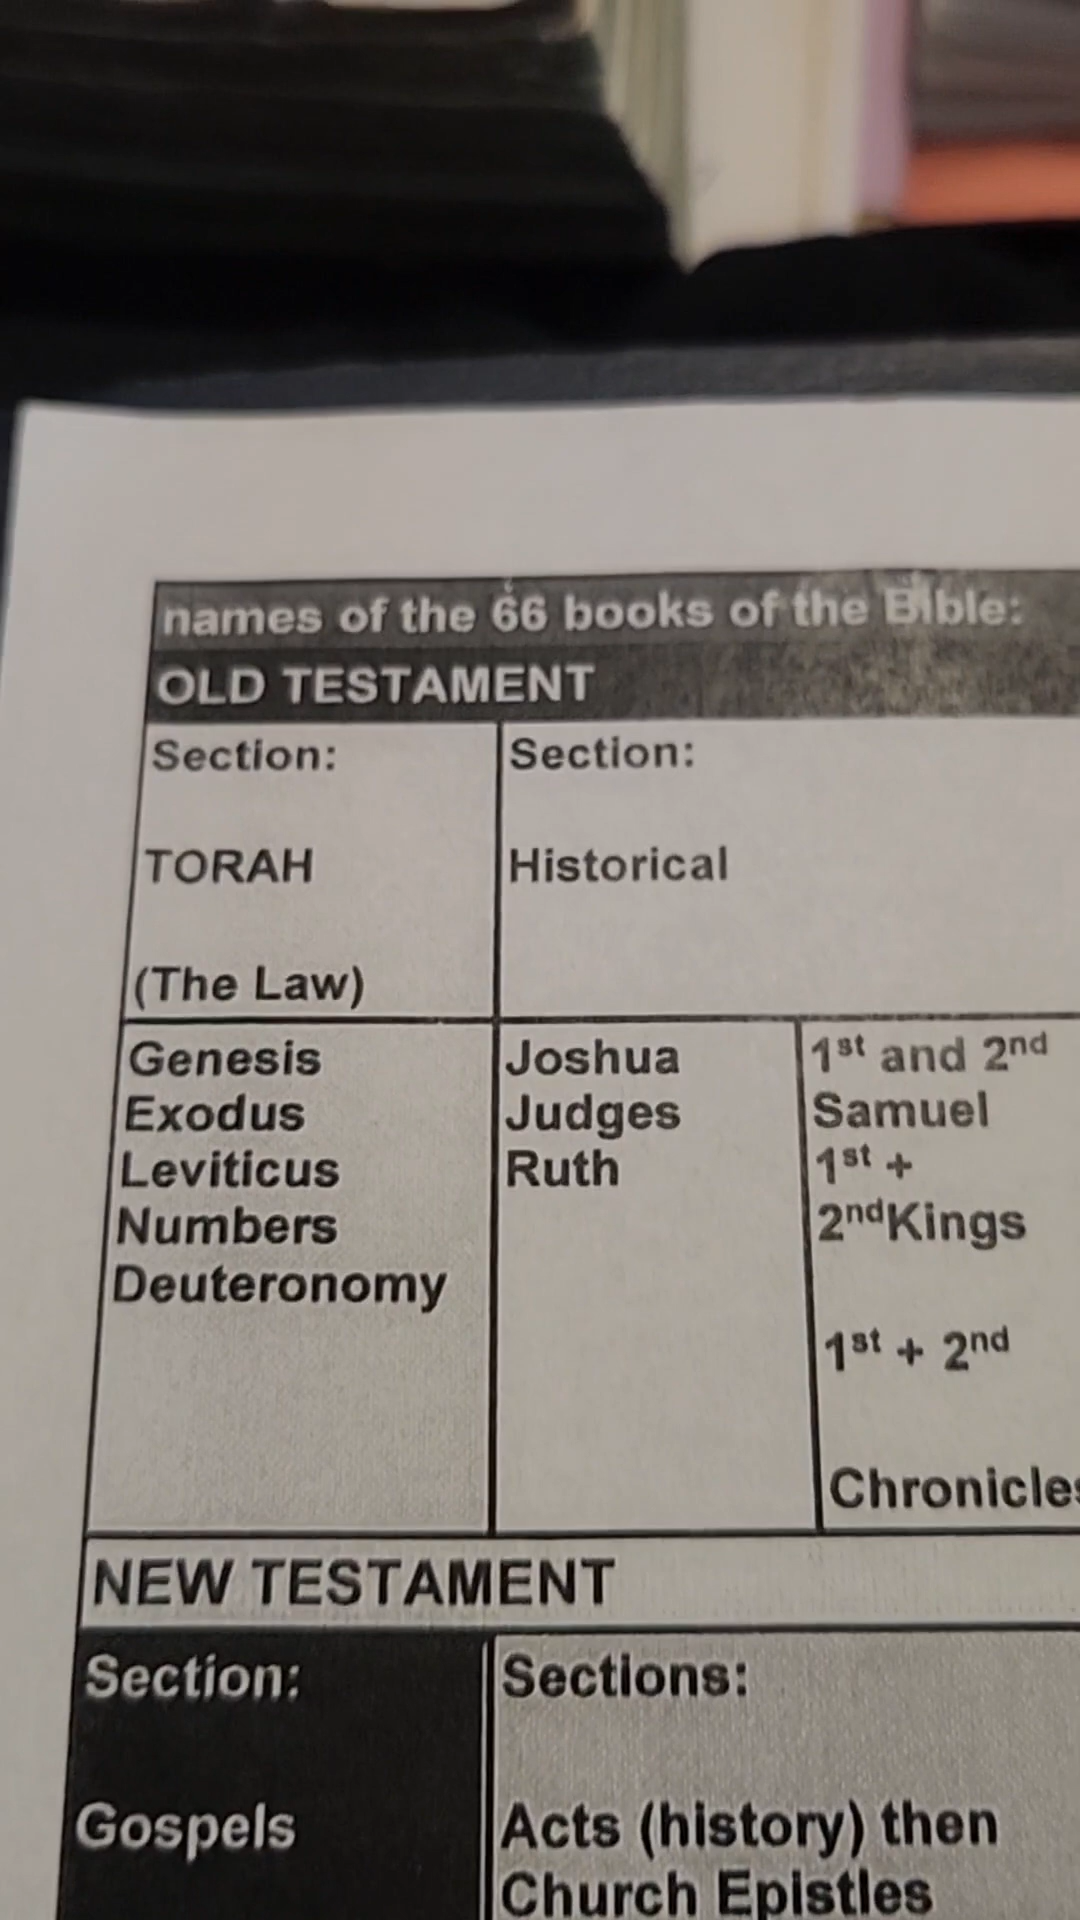 names of the 66 books of the Bible:
OLD TESTAMENT
Section:
TORAH
(The Law)
Section:
Historical
Genesis
Exodus
Leviticus
Numbers
Deuteronomy
Joshua
Judges
Ruth
1st and 2nd
Samuel
1st +
2ndKings
1st + 2nd
Chronicles
NEW TESTAMENT
Section:
Gospels
Sections:
Acts (history) then
Church Epistles